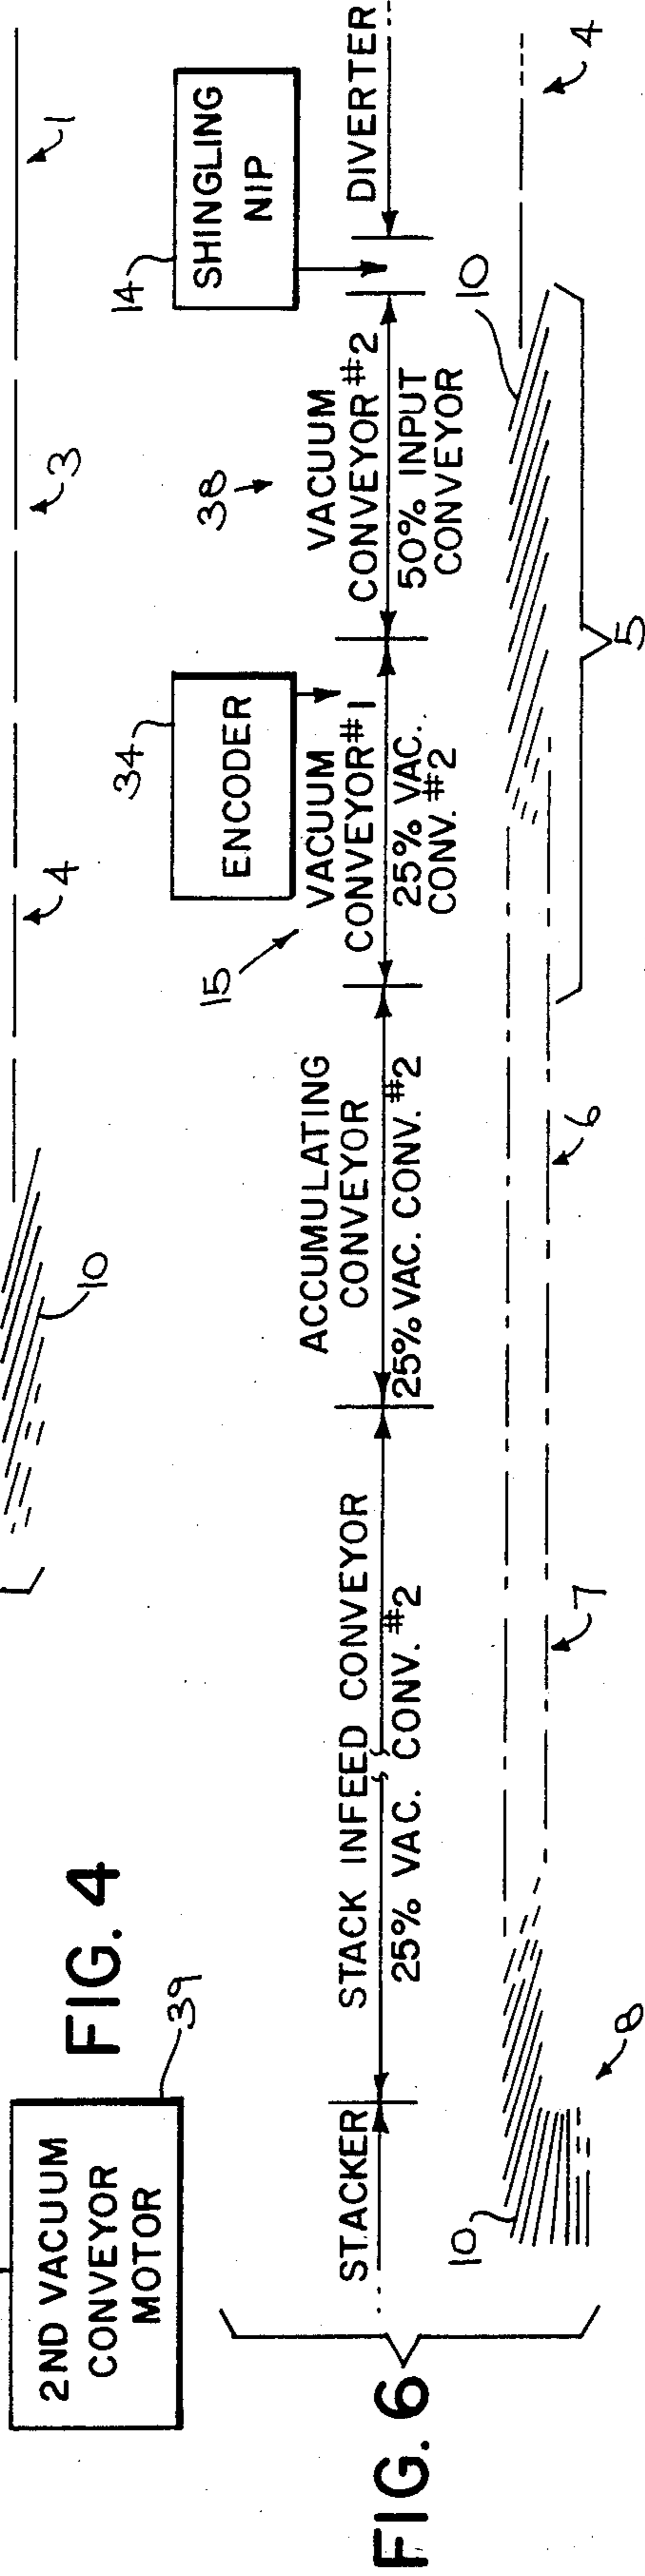 1
3
4
10
FIG. 4
2ND VACUUM
CONVEYOR
MOTOR
39
FIG. 6
STACKER
STACK INFEED CONVEYOR
25% VAC. CONV. #2
ACCUMULATING
CONVEYOR
25% VAC. CONV. #2
15
34
ENCODER
VACUUM
CONVEYOR #1
25% VAC.
CONV. #2
38
VACUUM
CONVEYOR #2
50% INPUT
CONVEYOR
14
SHINGLING
NIP
DIVERTER
10
8
7
6
5
10
4